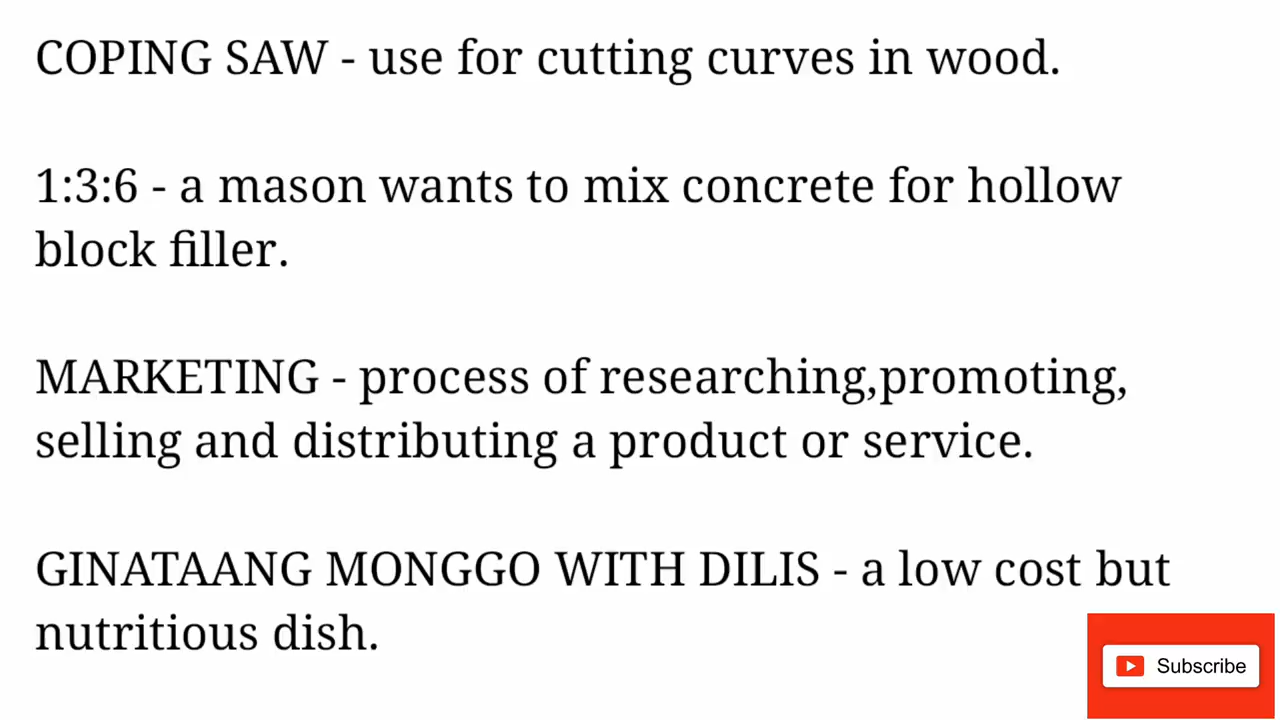 COPING SAW - use for cutting curves in wood.
1:3:6 - a mason wants to mix concrete for hollow
block filler.
MARKETING - process of researching,promoting,
selling and distributing a product or service.
GINATAANG MONGGO WITH DILIS - a low cost but
nutritious dish.
Subscribe